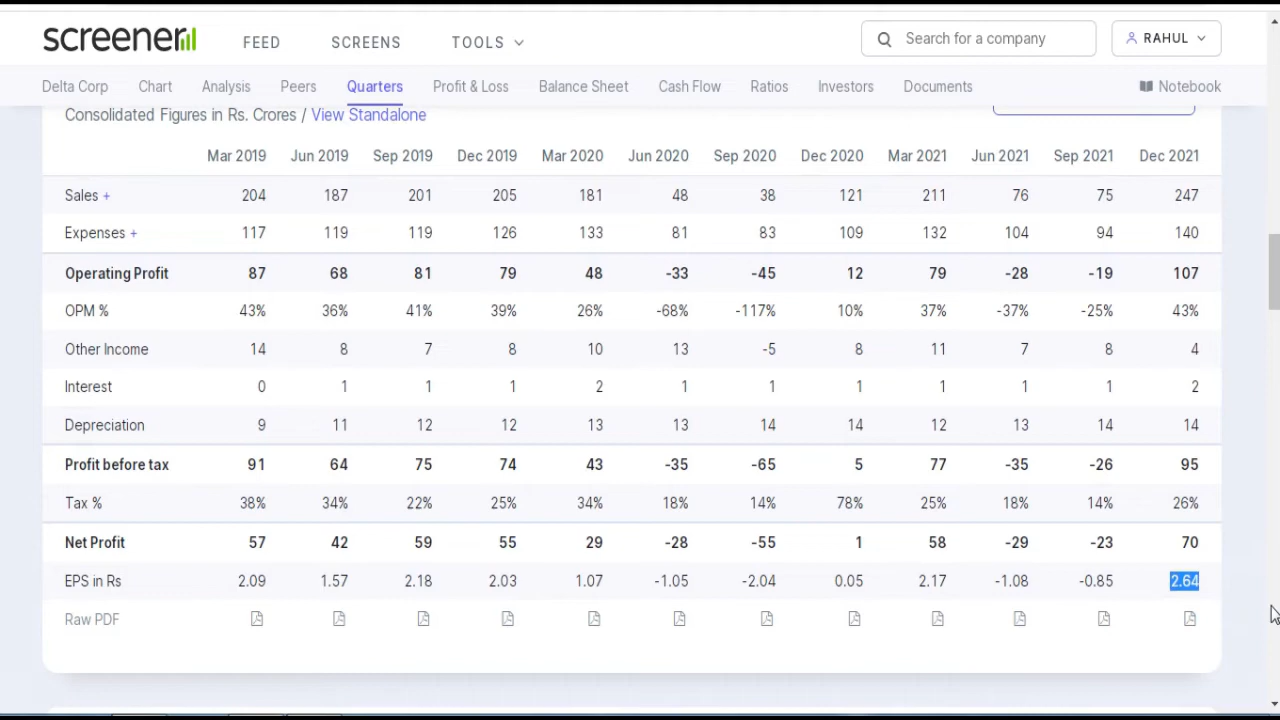 screener FEED SCREENS TOOLS Search for a company RAHUL
Delta Corp Chart Analysis Peers Quarters Profit & Loss Balance Sheet Cash Flow Ratios Investors Documents Notebook
Consolidated Figures in Rs. Crores / View Standalone
Mar 2019 Jun 2019 Sep 2019 Dec 2019 Mar 2020 Jun 2020 Sep 2020 Dec 2020 Mar 2021 Jun 2021 Sep 2021 Dec 2021
Sales + 204 187 201 205 181 48 38 121 211 76 75 247
Expenses + 117 119 119 126 133 81 83 109 132 104 94 140
Operating Profit 87 68 81 79 48 -33 -45 12 79 -28 -19 107
OPM % 43% 36% 41% 39% 26% -68% -117% 10% 37% -37% -25% 43%
Other Income 14 8 7 8 10 13 -5 8 11 7 8 4
Interest 0 1 1 1 2 1 1 1 1 1 1 2
Depreciation 9 11 12 12 13 13 14 14 12 13 14 14
Profit before tax 91 64 75 74 43 -35 -65 5 77 -35 -26 95
Tax % 38% 34% 22% 25% 34% 18% 14% 78% 25% 18% 14% 26%
Net Profit 57 42 59 55 29 -28 -55 1 58 -29 -23 70
EPS in Rs 2.09 1.57 2.18 2.03 1.07 -1.05 -2.04 0.05 2.17 -1.08 -0.85 2.64
Raw PDF